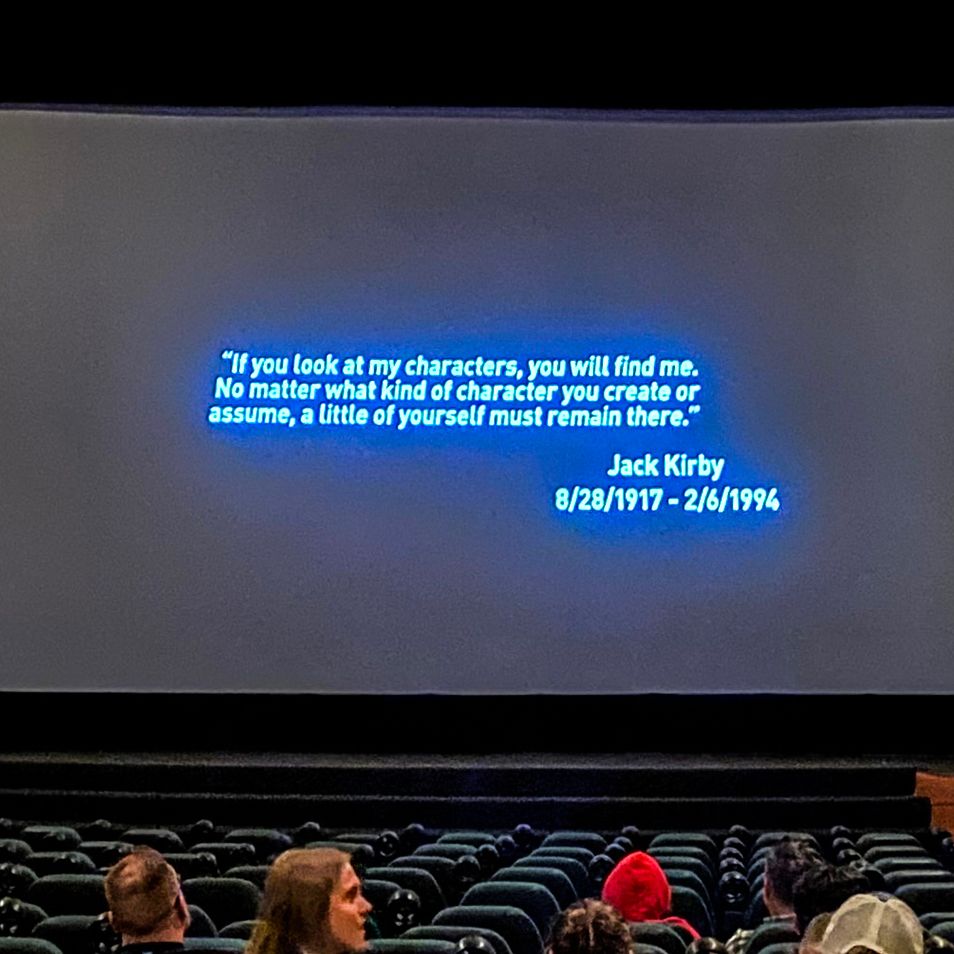 “If you look at my characters, you will find me.
No matter what kind of character you create or
assume, a little of yourself must remain there.”
Jack Kirby
8/28/1917 - 2/6/1994